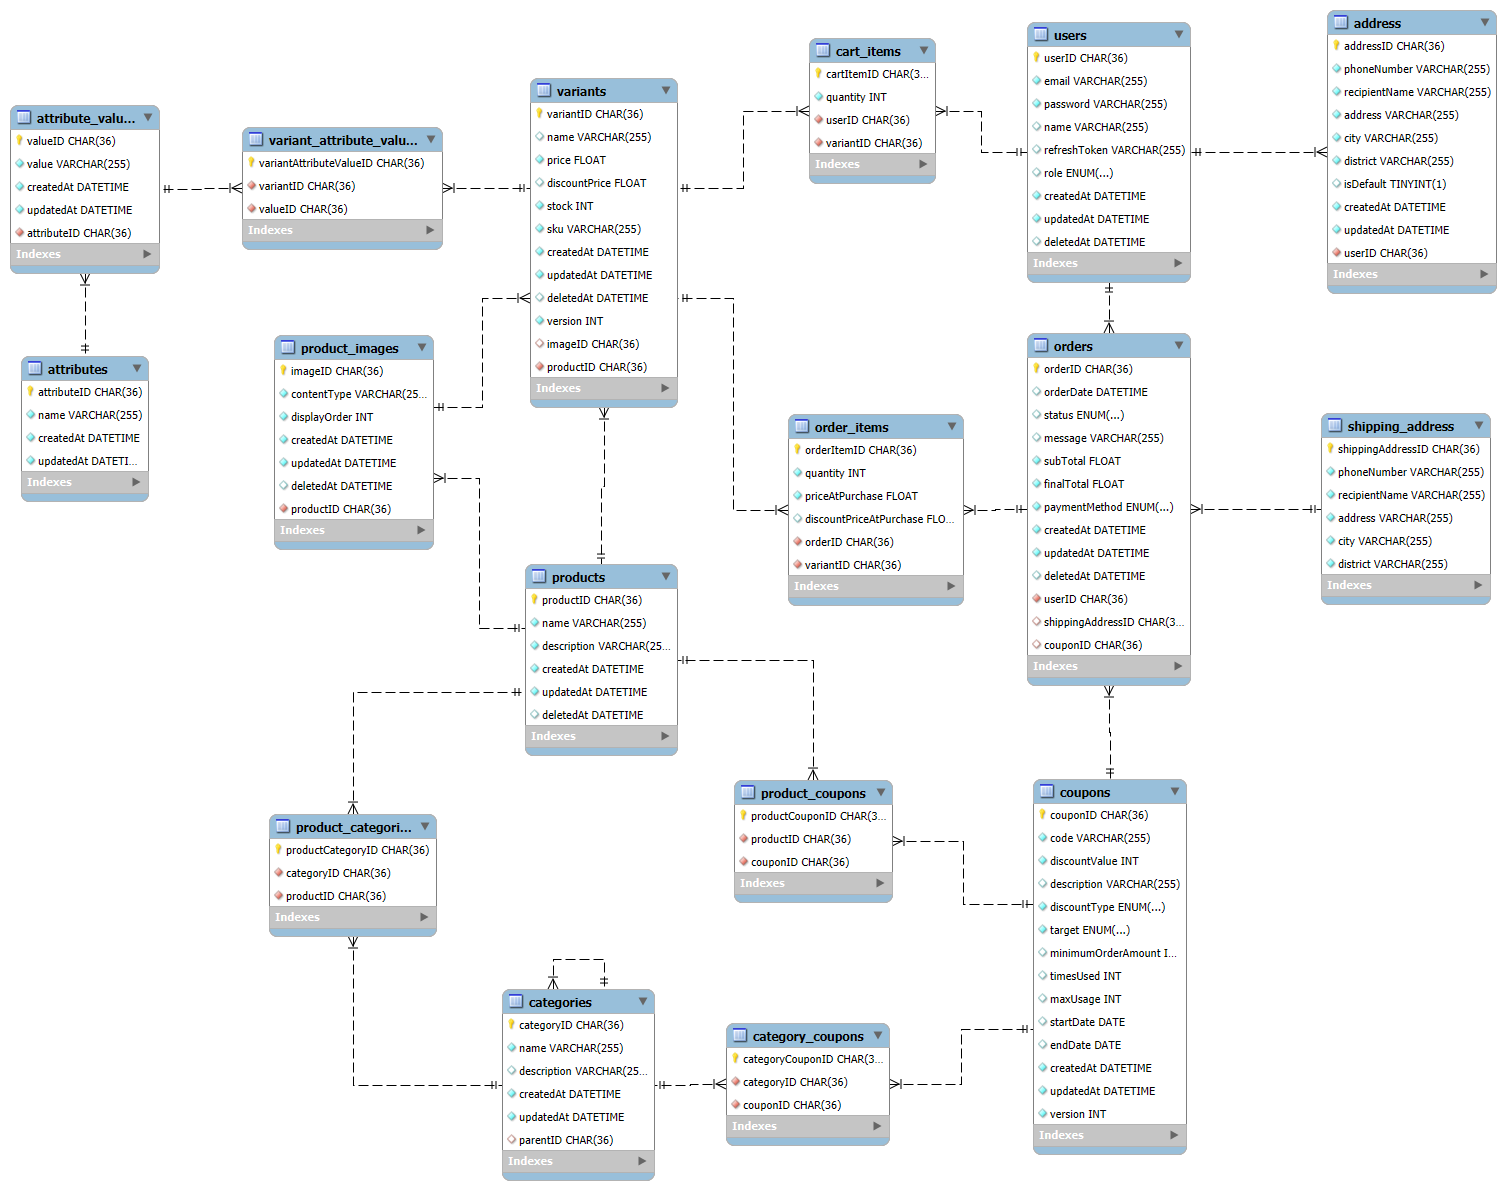 attribute_valu...
valueID CHAR(36)
value VARCHAR(255)
createdAt DATETIME
updatedAt DATETIME
attributeID CHAR(36)
Indexes
variant_attribute_valu...
variantAttributeValueID CHAR(36)
variantID CHAR(36)
valueID CHAR(36)
Indexes
variants
variantID CHAR(36)
name VARCHAR(255)
price FLOAT
discountPrice FLOAT
stock INT
sku VARCHAR(255)
createdAt DATETIME
updatedAt DATETIME
deletedAt DATETIME
version INT
imageID CHAR(36)
productID CHAR(36)
Indexes
cart_items
cartItemID CHAR(3...
quantity INT
userID CHAR(36)
variantID CHAR(36)
Indexes
users
userID CHAR(36)
email VARCHAR(255)
password VARCHAR(255)
name VARCHAR(255)
refreshToken VARCHAR(255)
role ENUM(...)
createdAt DATETIME
updatedAt DATETIME
deletedAt DATETIME
Indexes
address
addressID CHAR(36)
phoneNumber VARCHAR(255)
recipientName VARCHAR(255)
address VARCHAR(255)
city VARCHAR(255)
district VARCHAR(255)
isDefault TINYINT(1)
createdAt DATETIME
updatedAt DATETIME
userID CHAR(36)
Indexes
attributes
attributeID CHAR(36)
name VARCHAR(255)
createdAt DATETIME
updatedAt DATETI...
Indexes
product_images
imageID CHAR(36)
contentType VARCHAR(25...
displayOrder INT
createdAt DATETIME
updatedAt DATETIME
deletedAt DATETIME
productID CHAR(36)
Indexes
order_items
orderItemID CHAR(36)
quantity INT
priceAtPurchase FLOAT
discountPriceAtPurchase FLO...
orderID CHAR(36)
variantID CHAR(36)
Indexes
orders
orderID CHAR(36)
orderDate DATETIME
status ENUM(...)
message VARCHAR(255)
subTotal FLOAT
finalTotal FLOAT
paymentMethod ENUM(...)
createdAt DATETIME
updatedAt DATETIME
deletedAt DATETIME
userID CHAR(36)
shippingAddressID CHAR(3...
couponID CHAR(36)
Indexes
shipping_address
shippingAddressID CHAR(36)
phoneNumber VARCHAR(255)
recipientName VARCHAR(255)
address VARCHAR(255)
city VARCHAR(255)
district VARCHAR(255)
Indexes
products
productID CHAR(36)
name VARCHAR(255)
description VARCHAR(25...
createdAt DATETIME
updatedAt DATETIME
deletedAt DATETIME
Indexes
product_categori...
productCategoryID CHAR(36)
categoryID CHAR(36)
productID CHAR(36)
Indexes
product_coupons
productCouponID CHAR(3...
productID CHAR(36)
couponID CHAR(36)
Indexes
coupons
couponID CHAR(36)
code VARCHAR(255)
discountValue INT
description VARCHAR(255)
discountType ENUM(...)
target ENUM(...)
minimumOrderAmount I...
timesUsed INT
maxUsage INT
startDate DATE
endDate DATE
createdAt DATETIME
updatedAt DATETIME
version INT
Indexes
categories
categoryID CHAR(36)
name VARCHAR(255)
description VARCHAR(25...
createdAt DATETIME
updatedAt DATETIME
parentID CHAR(36)
Indexes
category_coupons
categoryCouponID CHAR(3...
categoryID CHAR(36)
couponID CHAR(36)
Indexes